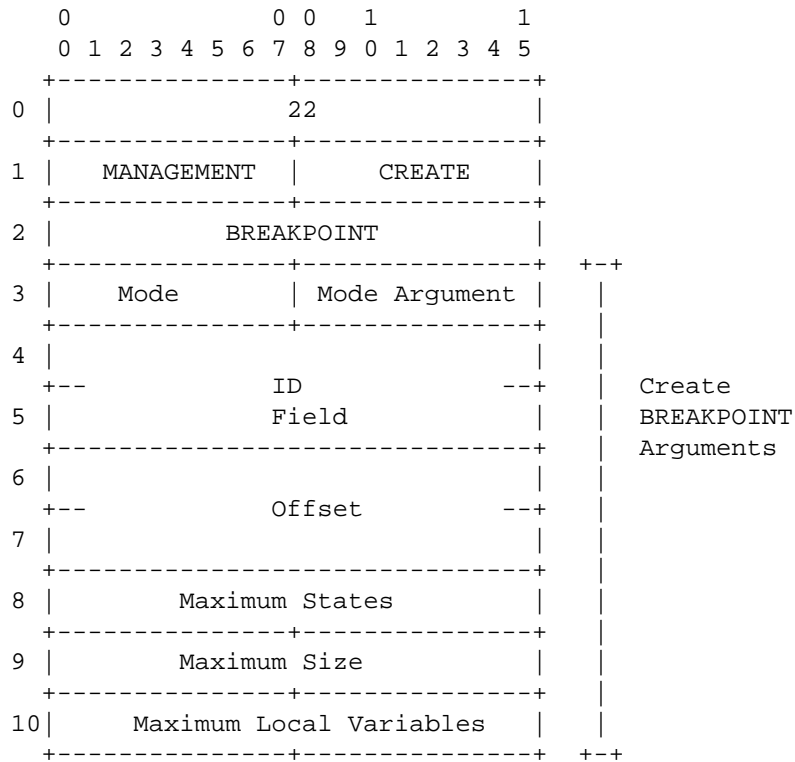 0 0 0 1 1
0 1 2 3 4 5 6 7 8 9 0 1 2 3 4 5
+---------------+---------------+
0 | 22 |
+---------------+---------------+
1 | MANAGEMENT | CREATE |
+---------------+---------------+
2 | BREAKPOINT |
+---------------+---------------+ +-+
3 | Mode | Mode Argument | |
+---------------+---------------+ |
4 | | |
+-- ID --+ | Create
5 | Field | | BREAKPOINT
+---------------+---------------+ | Arguments
6 | | |
+-- Offset --+ |
7 | | |
+---------------+---------------+ |
8 | Maximum States | |
+---------------+---------------+ |
9 | Maximum Size | |
+---------------+---------------+ |
10| Maximum Local Variables | |
+---------------+---------------+ +-+